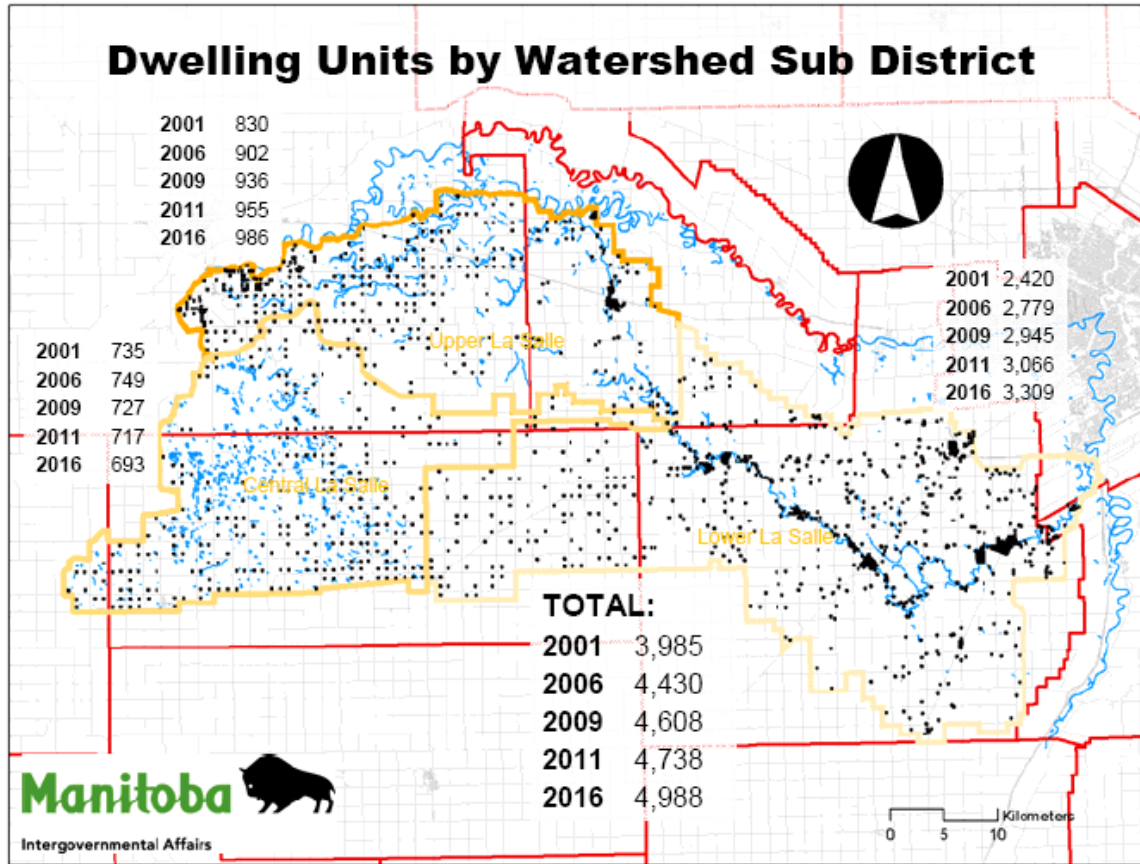 Dwelling Units by Watershed Sub District
2001 830
2006 902
2009 936
2011 955
2016 986
2001 2,420
2006 2,779
2009 2,945
2011 3,066
2016 3,309
Upper La Salle
2001 735
2006 749
2009 727
2011 717
2016 693
Central La Salle
Lower La Salle
TOTAL:
2001 3,985
2006 4,430
2009 4,608
2011 4,738
2016 4,988
Manitoba
Intergovernmental Affairs
Kilometers
0 5 10